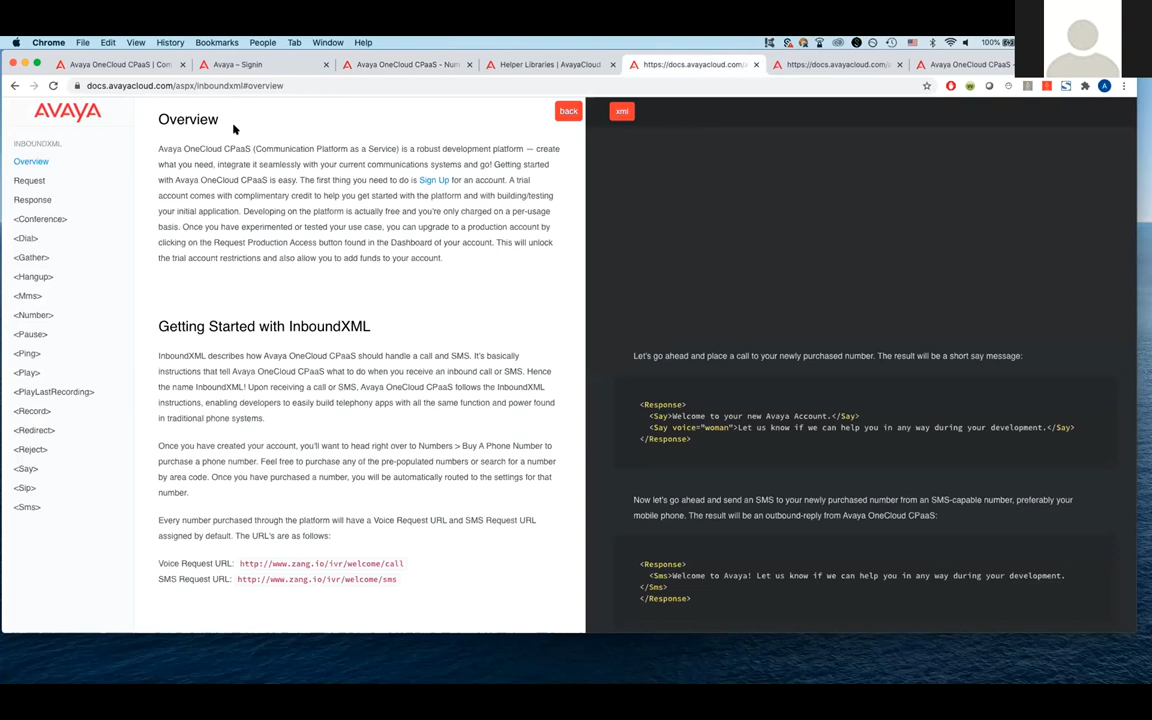 Chrome File Edit View History Bookmarks People Tab Window Help 100%
Avaya OneCloud CPaaS | Com
Avaya – Signin
Avaya OneCloud CPaaS - Num
Helper Libraries | AvayaCloud
https://docs.avayacloud.com/
https://docs.avayacloud.com/
Avaya OneCloud CPaaS -
docs.avayacloud.com/aspx/inboundxml#overview
A
AVAYA
INBOUNDXML
Overview
Request
Response
<Conference>
<Dial>
<Gather>
<Hangup>
<Mms>
<Number>
<Pause>
<Ping>
<Play>
<PlayLastRecording>
<Record>
<Redirect>
<Reject>
<Say>
<Sip>
<Sms>
Overview
back
Avaya OneCloud CPaaS (Communication Platform as a Service) is a robust development platform — create
what you need, integrate it seamlessly with your current communications systems and go! Getting started
with Avaya OneCloud CPaaS is easy. The first thing you need to do is Sign Up for an account. A trial
account comes with complimentary credit to help you get started with the platform and with building/testing
your initial application. Developing on the platform is actually free and you're only charged on a per-usage
basis. Once you have experimented or tested your use case, you can upgrade to a production account by
clicking on the Request Production Access button found in the Dashboard of your account. This will unlock
the trial account restrictions and also allow you to add funds to your account.
Getting Started with InboundXML
InboundXML describes how Avaya OneCloud CPaaS should handle a call and SMS. It's basically
instructions that tell Avaya OneCloud CPaaS what to do when you receive an inbound call or SMS. Hence
the name InboundXML! Upon receiving a call or SMS, Avaya OneCloud CPaaS follows the InboundXML
instructions, enabling developers to easily build telephony apps with all the same function and power found
in traditional phone systems.
Once you have created your account, you'll want to head right over to Numbers > Buy A Phone Number to
purchase a phone number. Feel free to purchase any of the pre-populated numbers or search for a number
by area code. Once you have purchased a number, you will be automatically routed to the settings for that
number.
Every number purchased through the platform will have a Voice Request URL and SMS Request URL
assigned by default. The URL's are as follows:
Voice Request URL: http://www.zang.io/ivr/welcome/call
SMS Request URL: http://www.zang.io/ivr/welcome/sms
xml
Let's go ahead and place a call to your newly purchased number. The result will be a short say message:
<Response>
<Say>Welcome to your new Avaya Account.</Say>
<Say voice="woman">Let us know if we can help you in any way during your development.</Say>
</Response>
Now let's go ahead and send an SMS to your newly purchased number from an SMS-capable number, preferably your
mobile phone. The result will be an outbound-reply from Avaya OneCloud CPaaS:
<Response>
<Sms>Welcome to Avaya! Let us know if we can help you in any way during your development.
</Sms>
</Response>